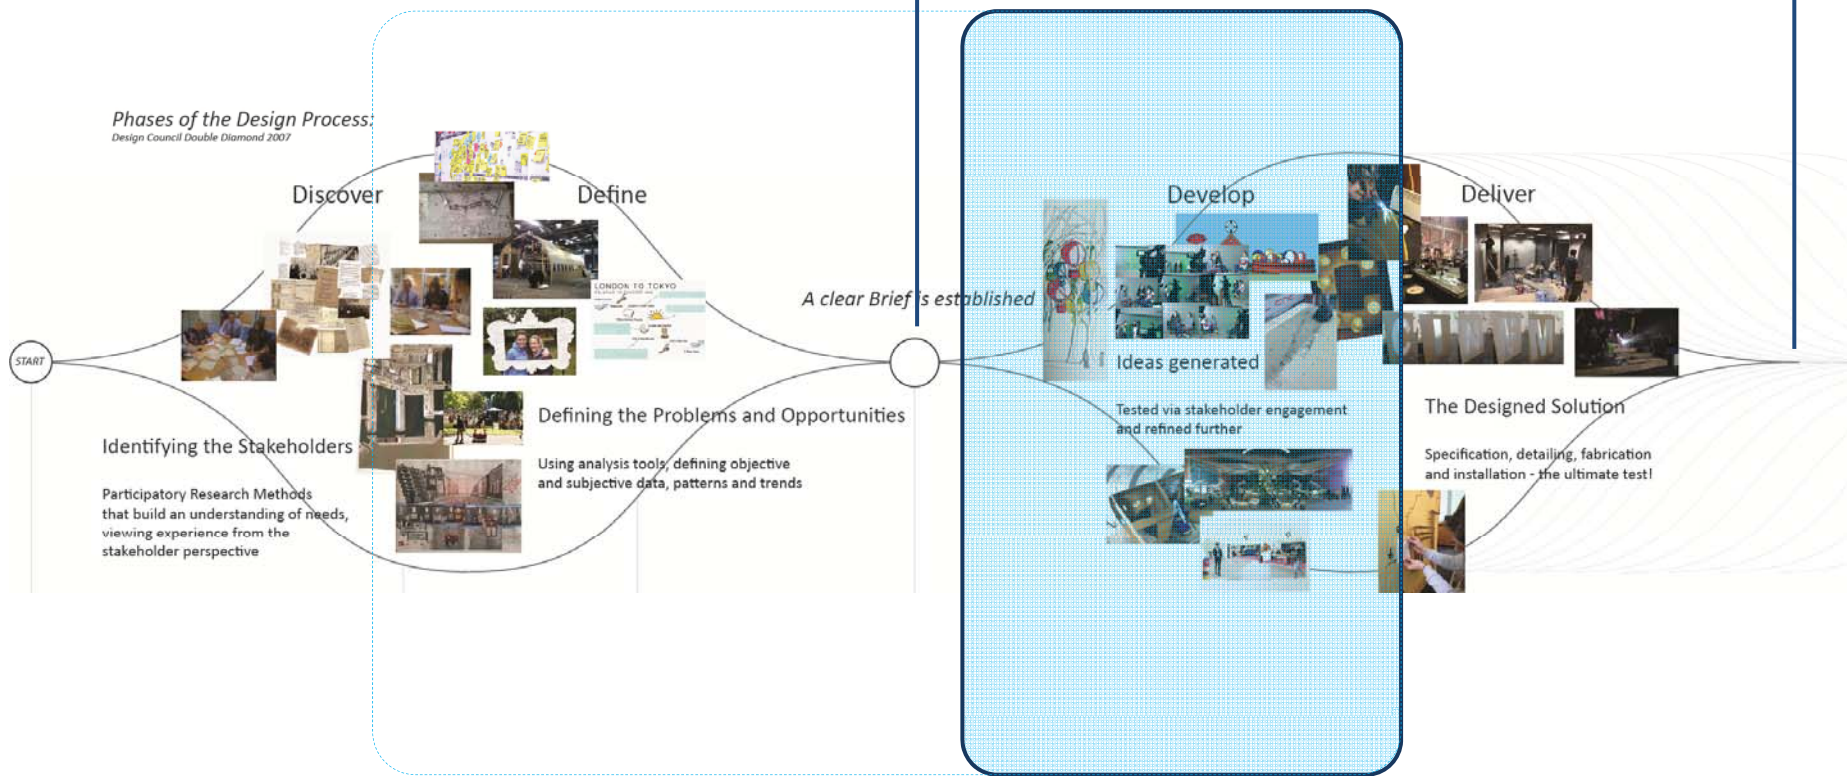 Phases of the Design Process:
Design Council Double Diamond 2007
Discover
Define
Develop
Deliver
LONDON TO TOKYO
A clear Brief is established
START
Ideas generated
Tested via stakeholder engagement
and refined further
The Designed Solution
Specification, detailing, fabrication
and installation - the ultimate test!
Defining the Problems and Opportunities
Using analysis tools, defining objective
and subjective data, patterns and trends
Identifying the Stakeholders
Participatory Research Methods
that build an understanding of needs,
viewing experience from the
stakeholder perspective